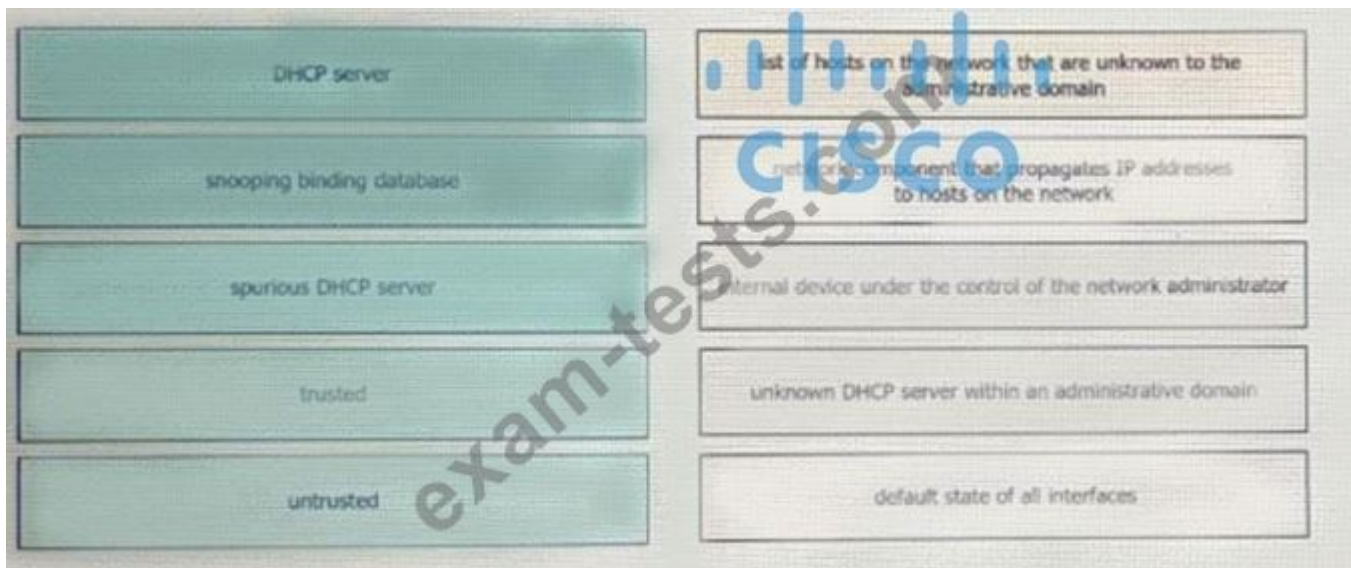 DHCP server
snooping binding database
spurious DHCP server
trusted
untrusted
list of hosts on the network that are unknown to the
administrative domain
network component that propagates IP addresses
to hosts on the network
internal device under the control of the network administrator
unknown DHCP server within an administrative domain
default state of all interfaces
CISCO
exam-tests.com